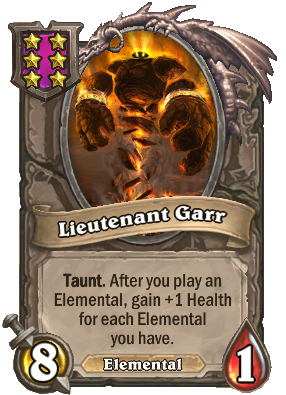 Lieutenant Garr
Taunt. After you play an
Elemental, gain +1 Health
for each Elemental
you have.
Elemental
8
1